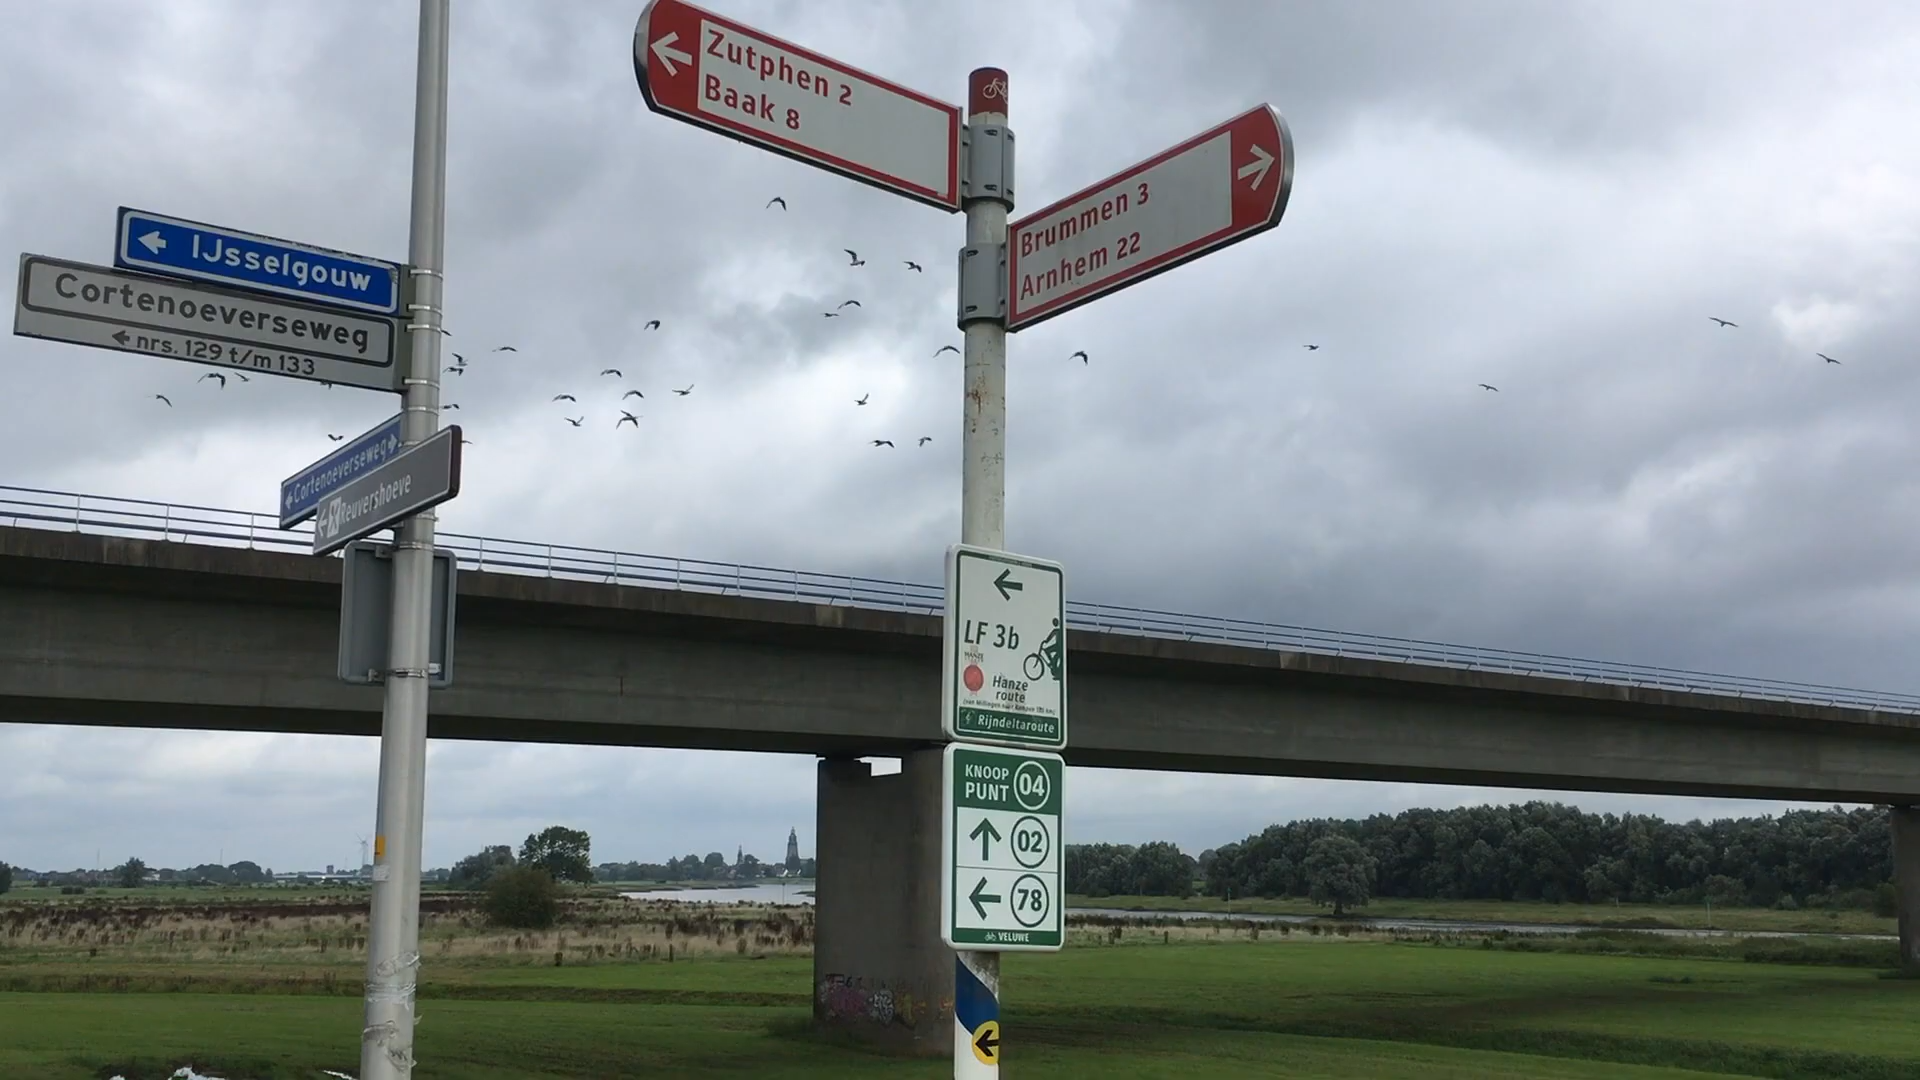 Zutphen 2
Baak 8
Brummen 3
Arnhem 22
IJsselgouw
Cortenoeverseweg
nrs. 129 t/m 133
Cortenoeverseweg
Reuvershoeve
LF 3b
HANZE
Hanze
route
Rijndeltaroute
KNOOP
PUNT 04
02
78
VELUWE